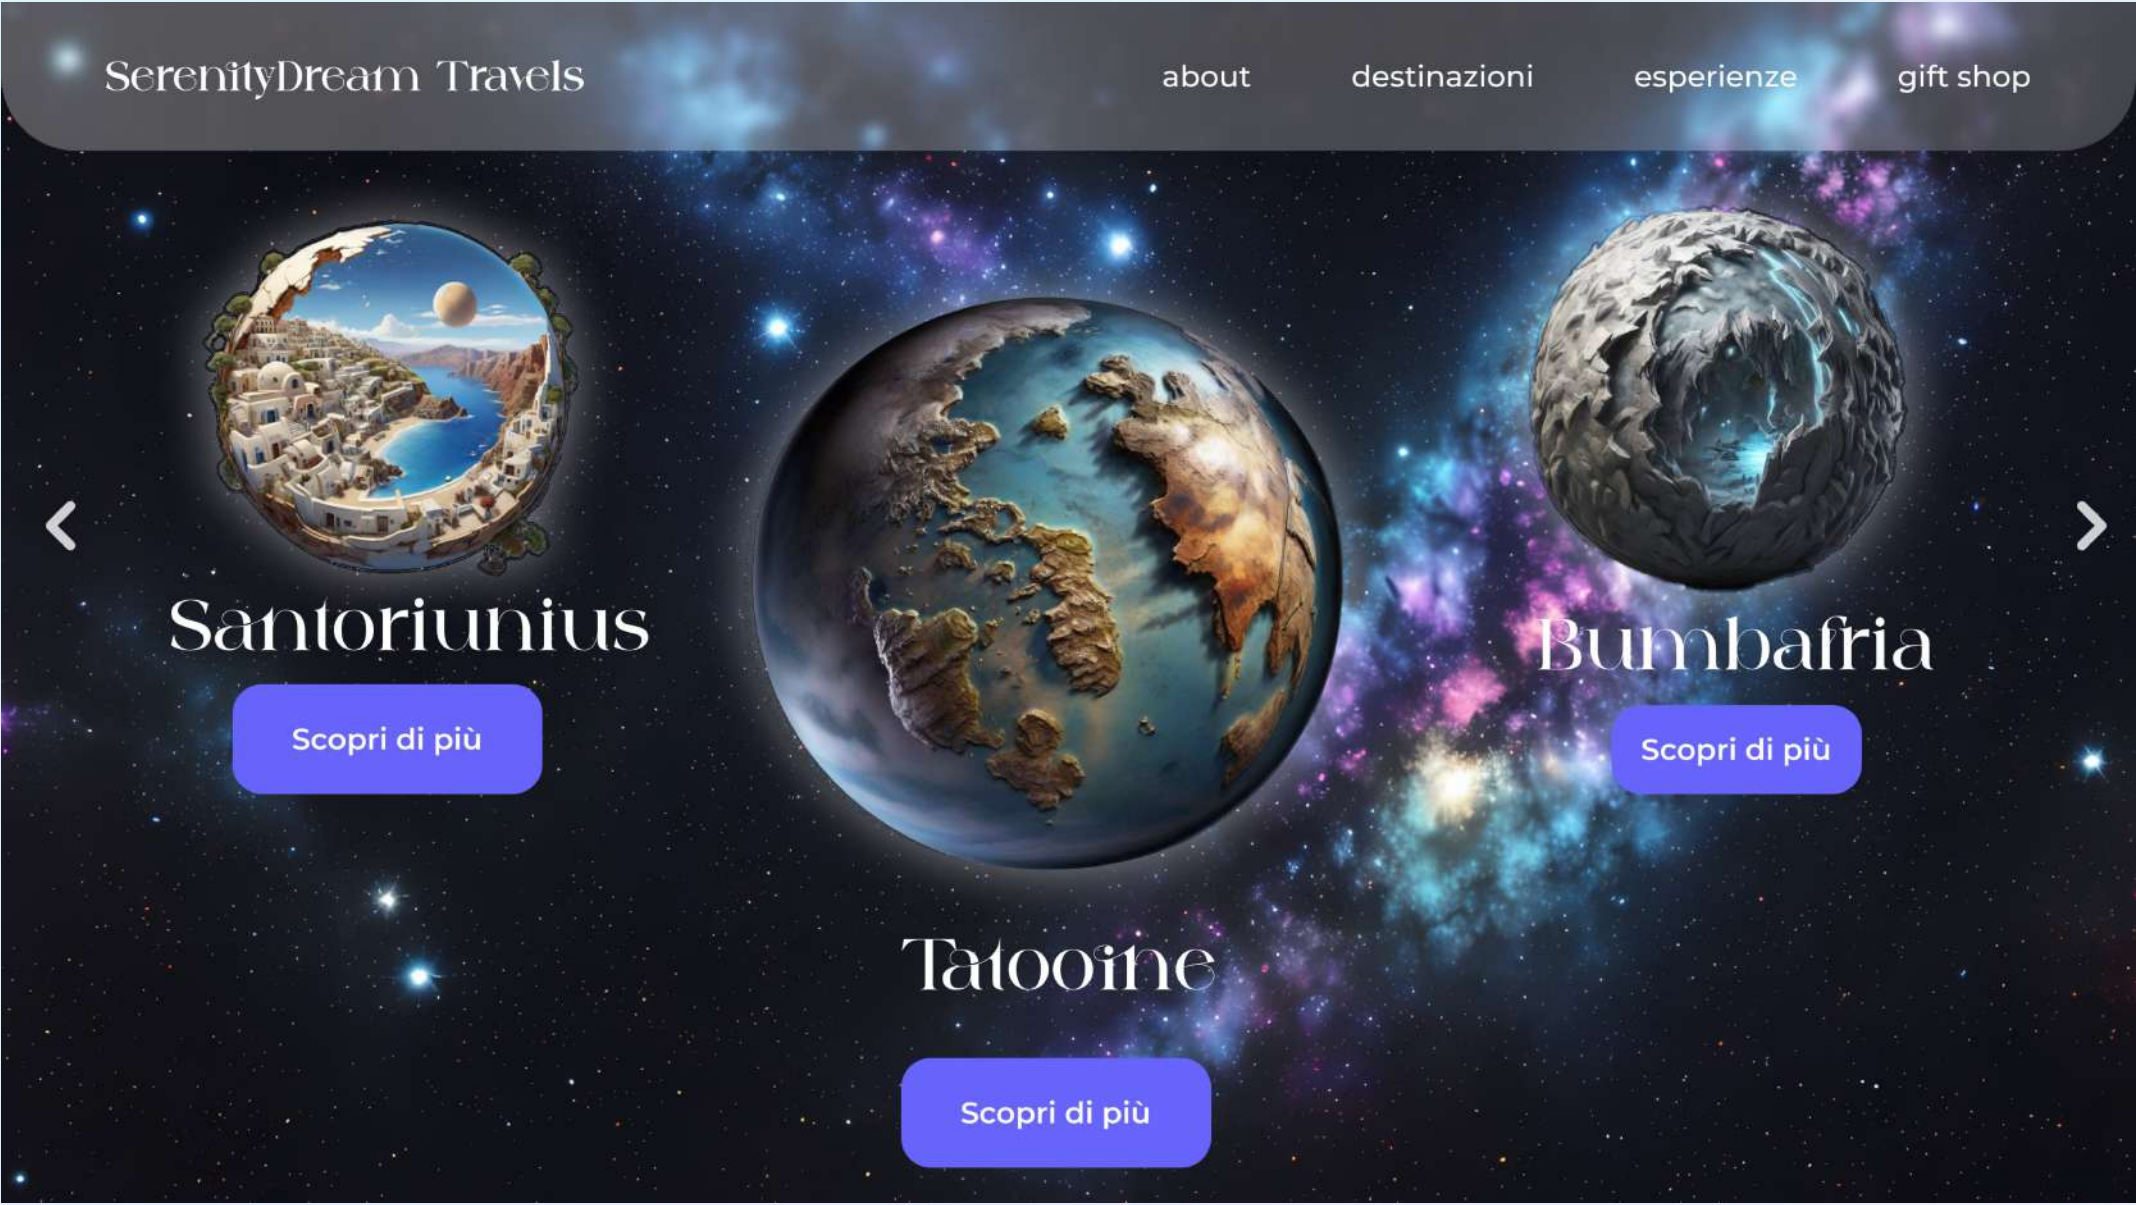 SerenityDream Travels
about
destinazioni
esperienze
gift shop
Santoriunius
Scopri di più
Tatooine
Scopri di più
Bumbafria
Scopri di più